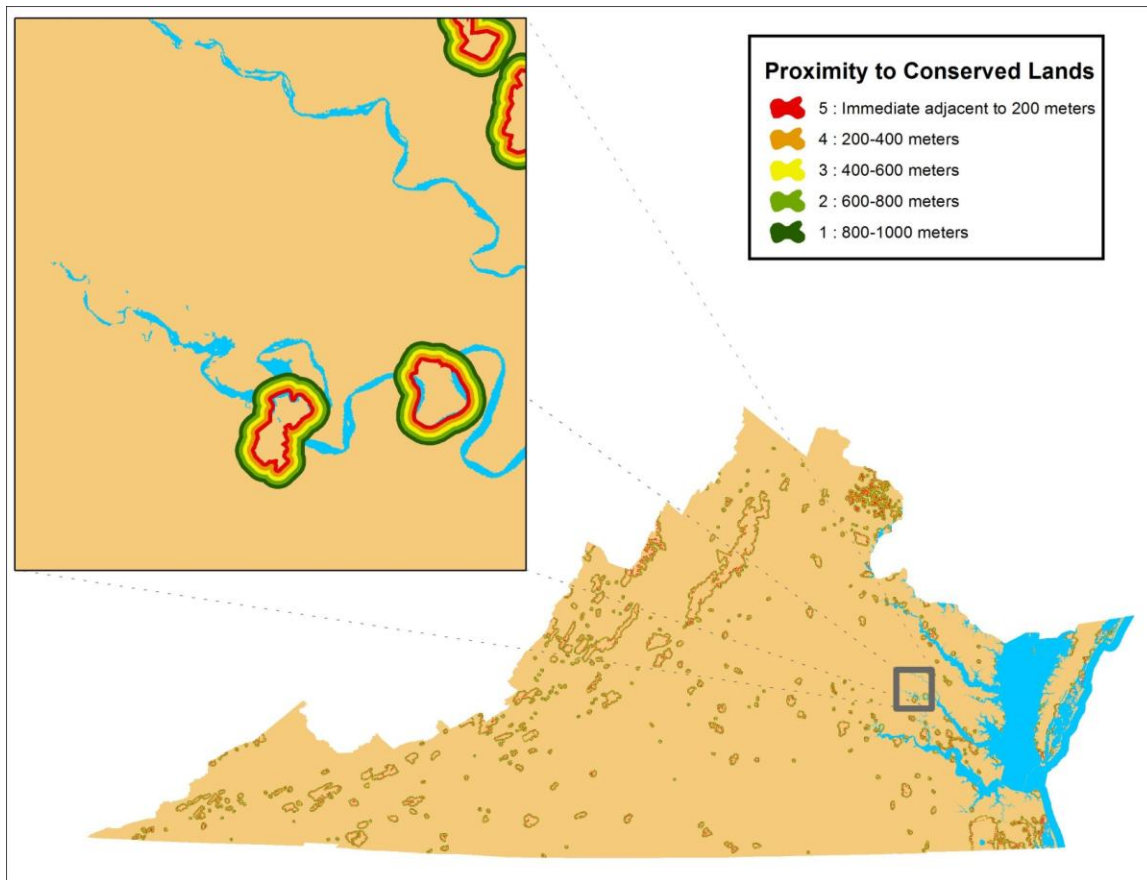 Proximity to Conserved Lands
5 : Immediate adjacent to 200 meters
4 : 200-400 meters
3 : 400-600 meters
2 : 600-800 meters
1 : 800-1000 meters